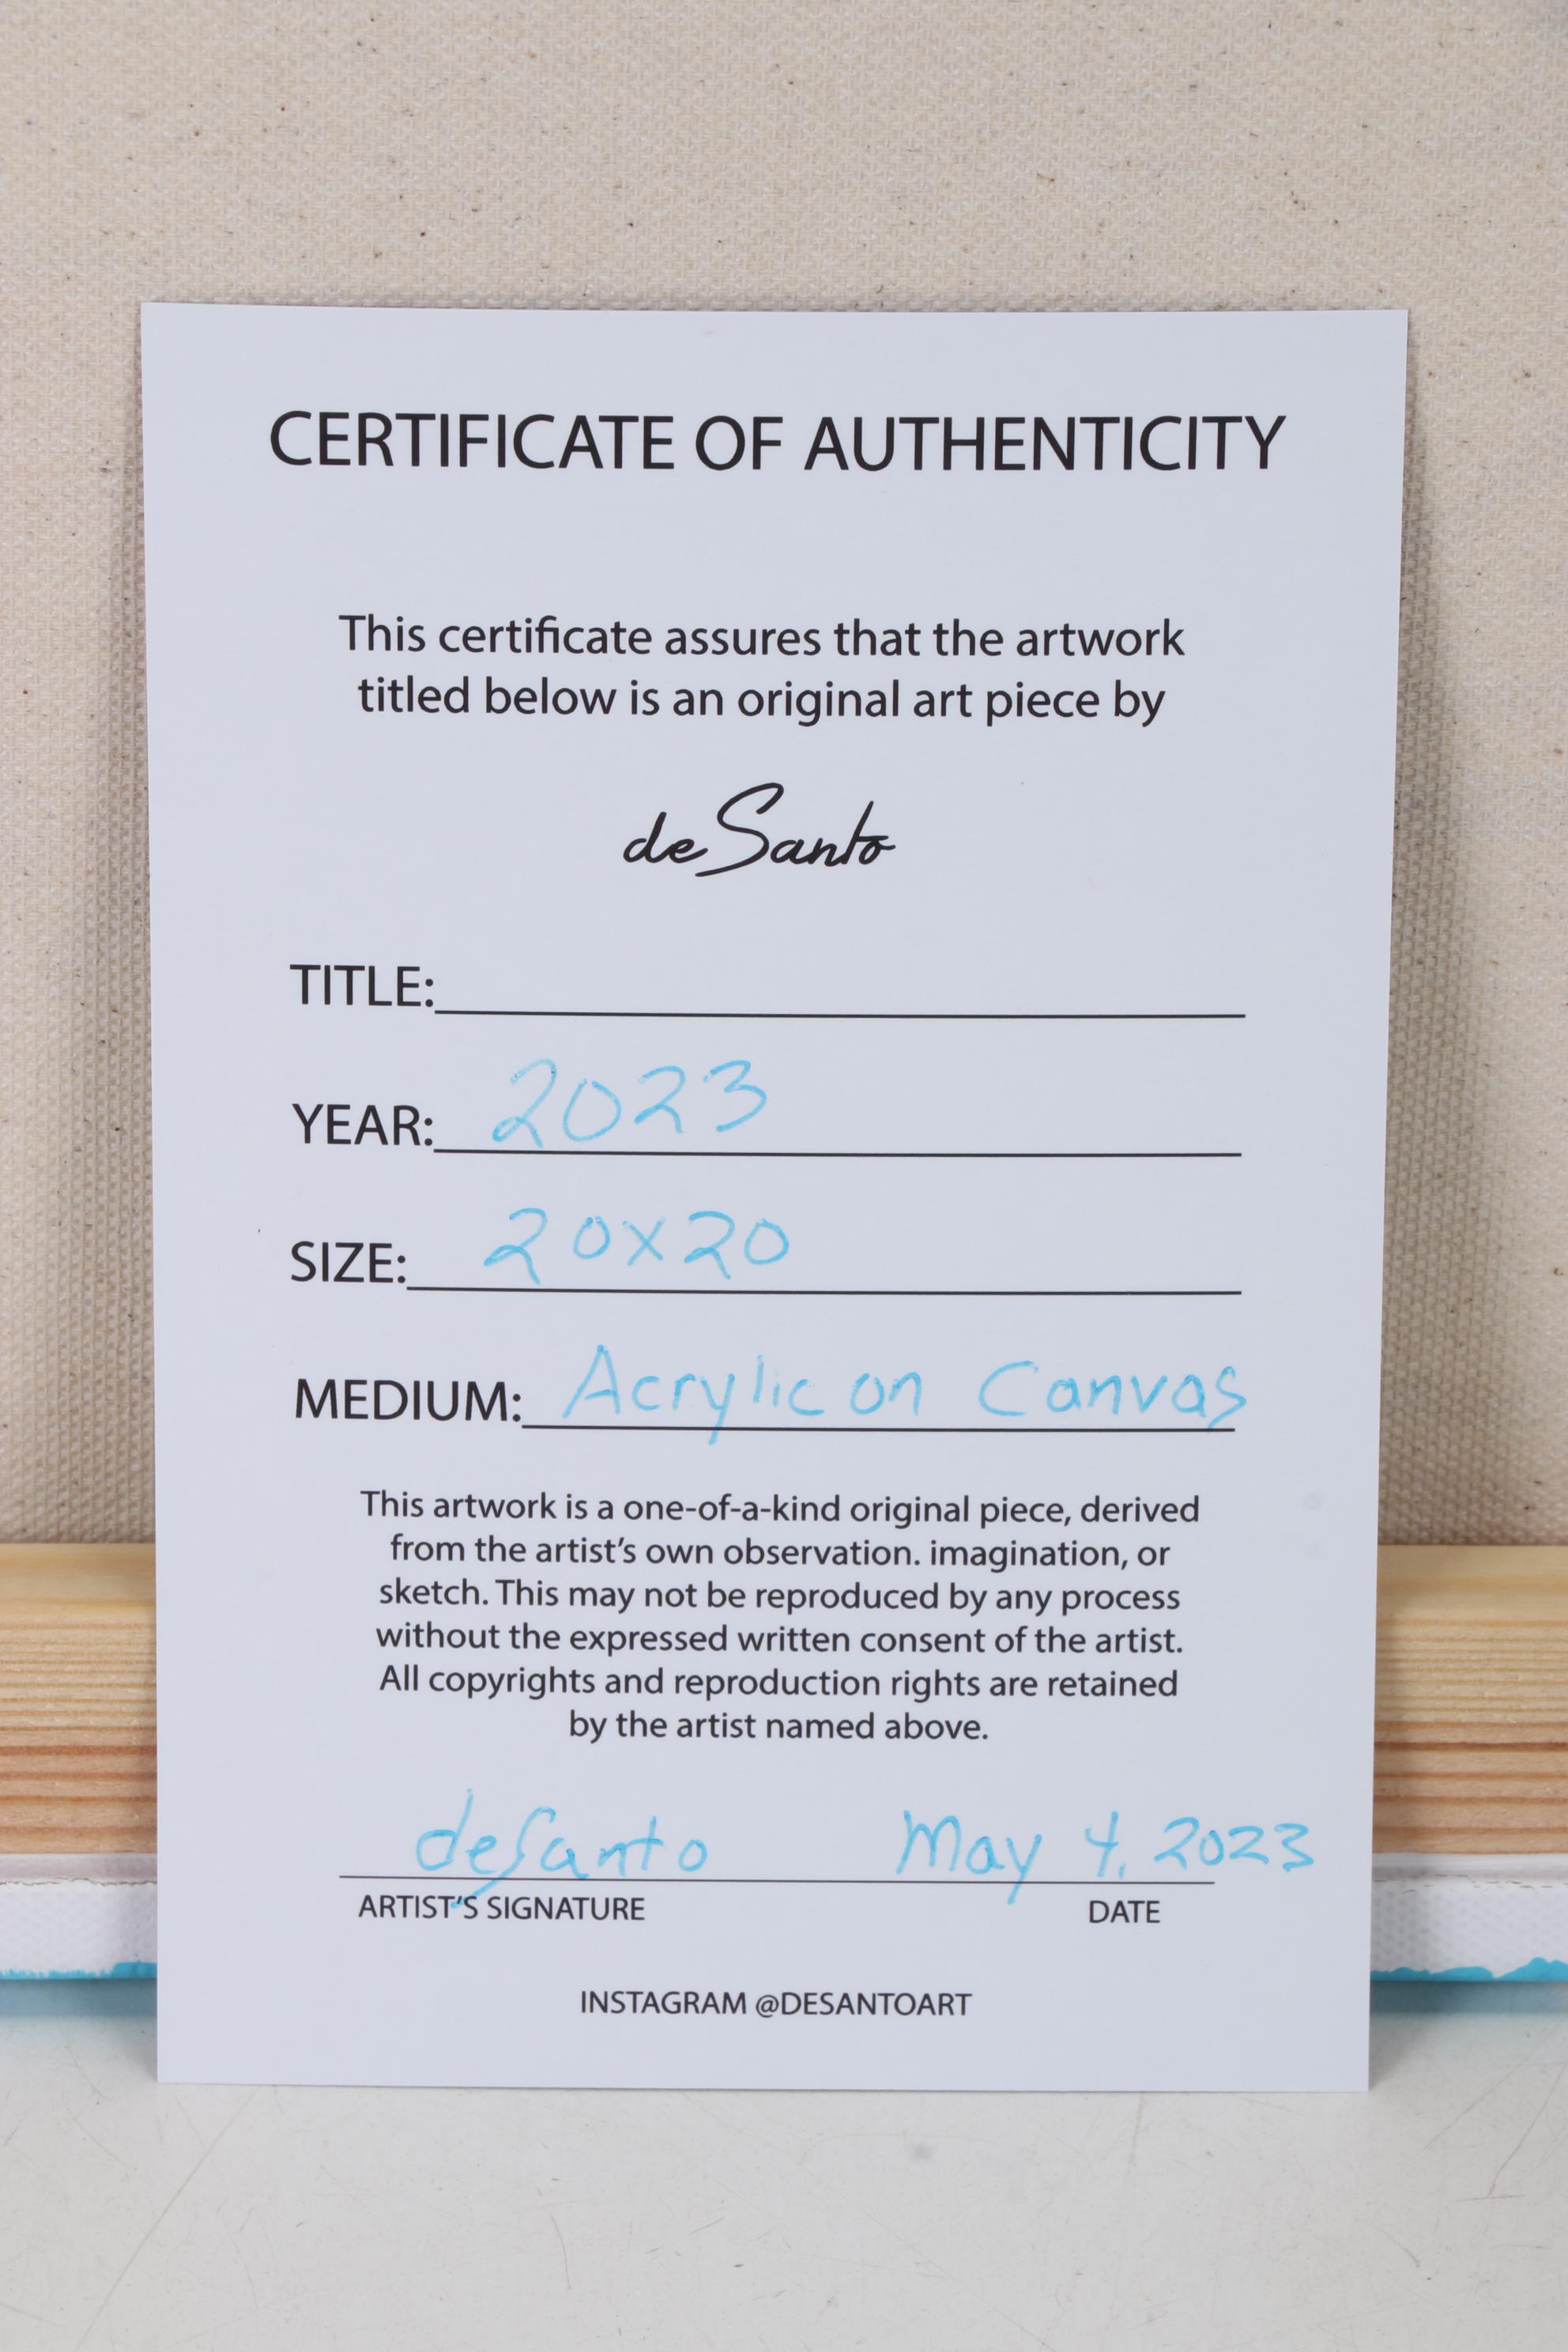 CERTIFICATE OF AUTHENTICITY
This certificate assures that the artwork
titled below is an original art piece by
deSanto
TITLE:
YEAR: 2023
SIZE: 20x20
MEDIUM: Acrylic on Canvas
This artwork is a one-of-a-kind original piece, derived
from the artist's own observation. imagination, or
sketch. This may not be reproduced by any process
without the expressed written consent of the artist.
All copyrights and reproduction rights are retained
by the artist named above.
deSanto May 4, 2023
ARTIST'S SIGNATURE DATE
INSTAGRAM @DESANTOART